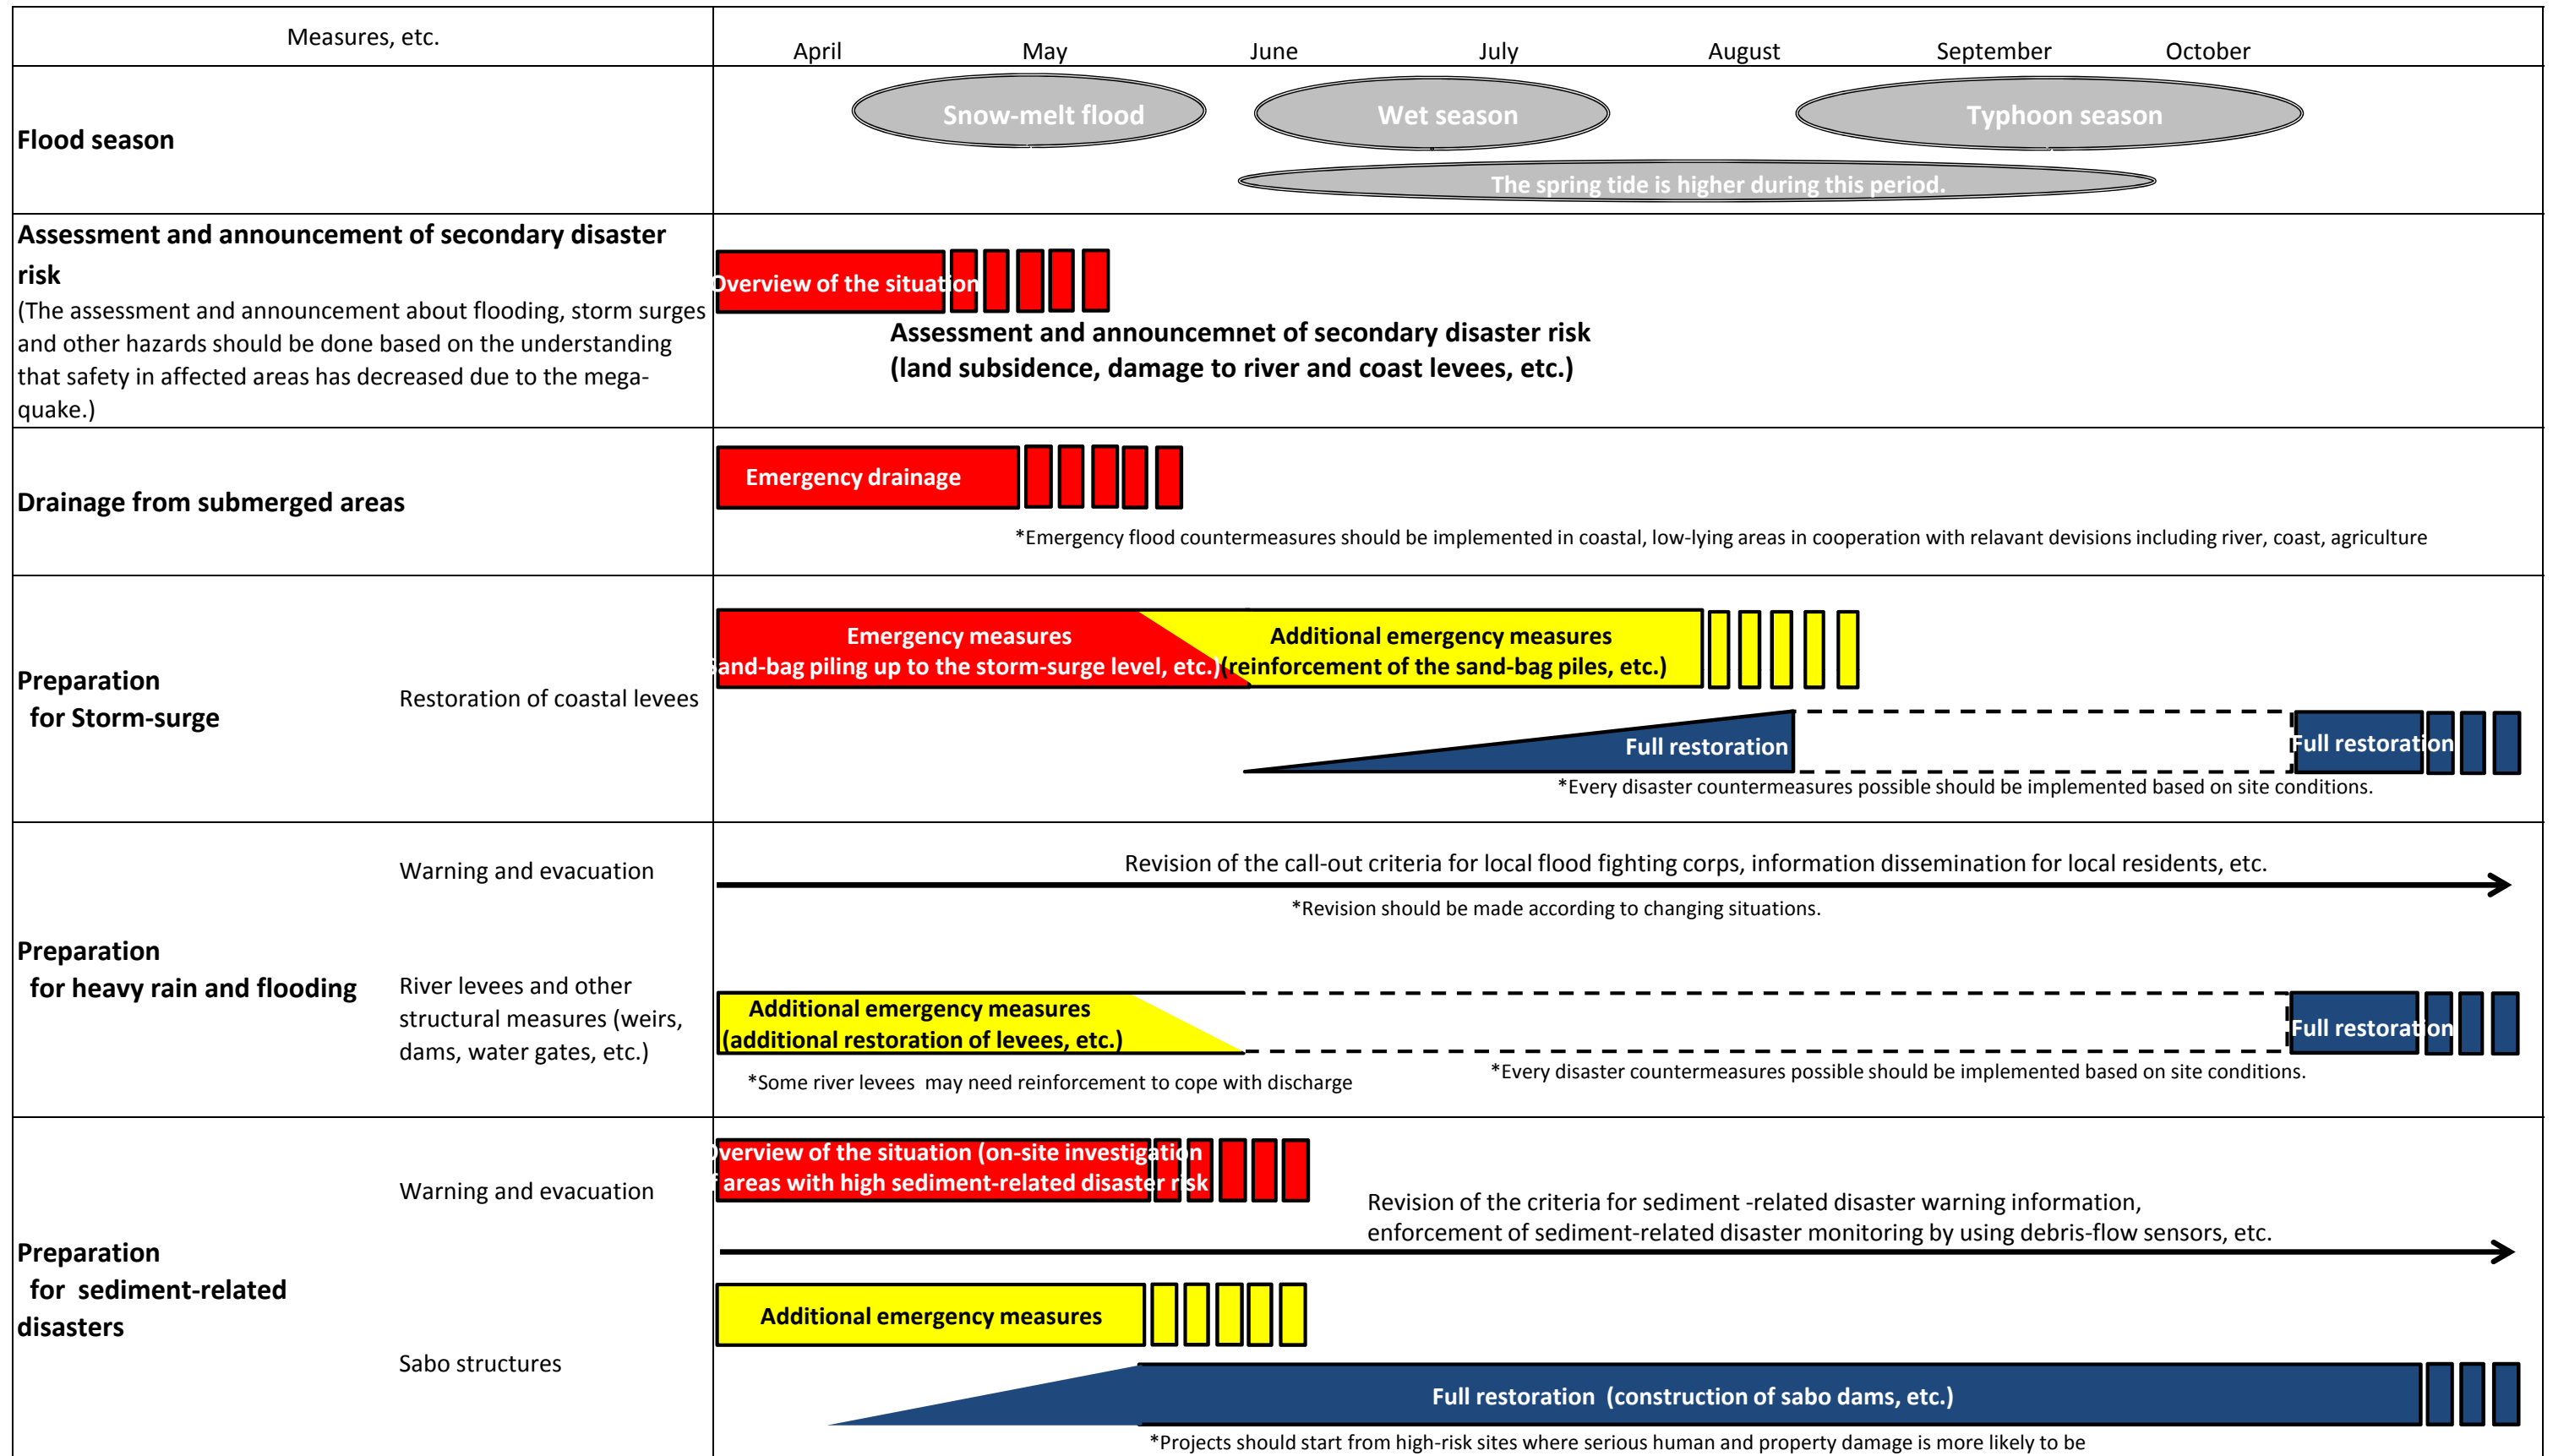 Measures, etc.
April May June July August September October
Flood season
Snow-melt flood
Wet season
Typhoon season
The spring tide is higher during this period.
Assessment and announcement of secondary disaster
risk
(The assessment and announcement about flooding, storm surges
and other hazards should be done based on the understanding
that safety in affected areas has decreased due to the mega-
quake.)
Overview of the situation
Assessment and announcemnet of secondary disaster risk
(land subsidence, damage to river and coast levees, etc.)
Drainage from submerged areas
Emergency drainage
*Emergency flood countermeasures should be implemented in coastal, low-lying areas in cooperation with relavant devisions including river, coast, agriculture
Preparation
for Storm-surge
Restoration of coastal levees
Emergency measures
sand-bag piling up to the storm-surge level, etc.)
Additional emergency measures
(reinforcement of the sand-bag piles, etc.)
Full restoration
Full restoration
*Every disaster countermeasures possible should be implemented based on site conditions.
Preparation
for heavy rain and flooding
Warning and evacuation
Revision of the call-out criteria for local flood fighting corps, information dissemination for local residents, etc.
*Revision should be made according to changing situations.
River levees and other
structural measures (weirs,
dams, water gates, etc.)
Additional emergency measures
(additional restoration of levees, etc.)
Full restoration
*Some river levees may need reinforcement to cope with discharge
*Every disaster countermeasures possible should be implemented based on site conditions.
Preparation
for sediment-related
disasters
Warning and evacuation
Overview of the situation (on-site investigation
f areas with high sediment-related disaster risk
Revision of the criteria for sediment -related disaster warning information,
enforcement of sediment-related disaster monitoring by using debris-flow sensors, etc.
Sabo structures
Additional emergency measures
Full restoration (construction of sabo dams, etc.)
*Projects should start from high-risk sites where serious human and property damage is more likely to be